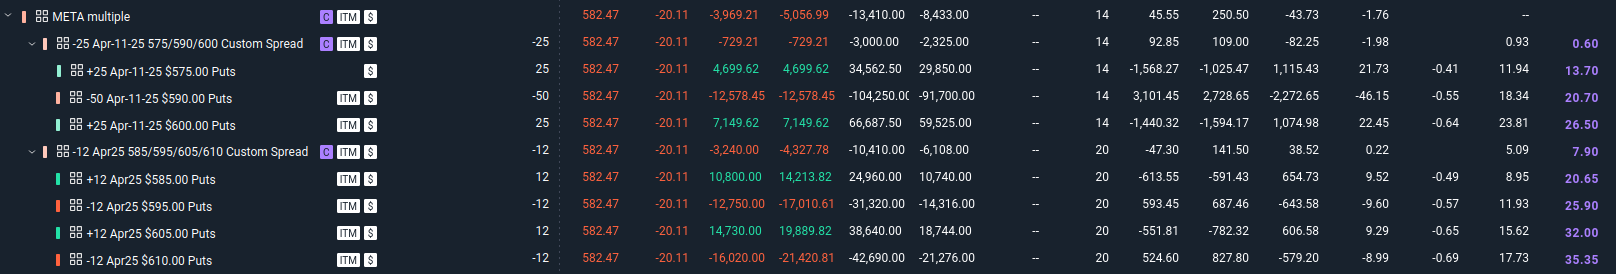 META multiple C ITM $ 582.47 -20.11 -3,969.21 -5,056.99 -13,410.00 -8,433.00 -- 14 45.55 250.50 -43.73 -1.76 --
-25 Apr-11-25 575/590/600 Custom Spread C ITM $ -25 582.47 -20.11 -729.21 -729.21 -3,000.00 -2,325.00 -- 14 92.85 109.00 -82.25 -1.98 0.93 0.60
+25 Apr-11-25 $575.00 Puts $ 25 582.47 -20.11 4,699.62 4,699.62 34,562.50 29,850.00 -- 14 -1,568.27 -1,025.47 1,115.43 21.73 -0.41 11.94 13.70
-50 Apr-11-25 $590.00 Puts ITM $ -50 582.47 -20.11 -12,578.45 -12,578.45 -104,250.00 -91,700.00 -- 14 3,101.45 2,728.65 -2,272.65 -46.15 -0.55 18.34 20.70
+25 Apr-11-25 $600.00 Puts ITM $ 25 582.47 -20.11 7,149.62 7,149.62 66,687.50 59,525.00 -- 14 -1,440.32 -1,594.17 1,074.98 22.45 -0.64 23.81 26.50
-12 Apr25 585/595/605/610 Custom Spread C ITM $ -12 582.47 -20.11 -3,240.00 -4,327.78 -10,410.00 -6,108.00 -- 20 -47.30 141.50 38.52 0.22 5.09 7.90
+12 Apr25 $585.00 Puts ITM $ 12 582.47 -20.11 10,800.00 14,213.82 24,960.00 10,740.00 -- 20 -613.55 -591.43 654.73 9.52 -0.49 8.95 20.65
-12 Apr25 $595.00 Puts ITM $ -12 582.47 -20.11 -12,750.00 -17,010.61 -31,320.00 -14,316.00 -- 20 593.45 687.46 -643.58 -9.60 -0.57 11.93 25.90
+12 Apr25 $605.00 Puts ITM $ 12 582.47 -20.11 14,730.00 19,889.82 38,640.00 18,744.00 -- 20 -551.81 -782.32 606.58 9.29 -0.65 15.62 32.00
-12 Apr25 $610.00 Puts ITM $ -12 582.47 -20.11 -16,020.00 -21,420.81 -42,690.00 -21,276.00 -- 20 524.60 827.80 -579.20 -8.99 -0.69 17.73 35.35